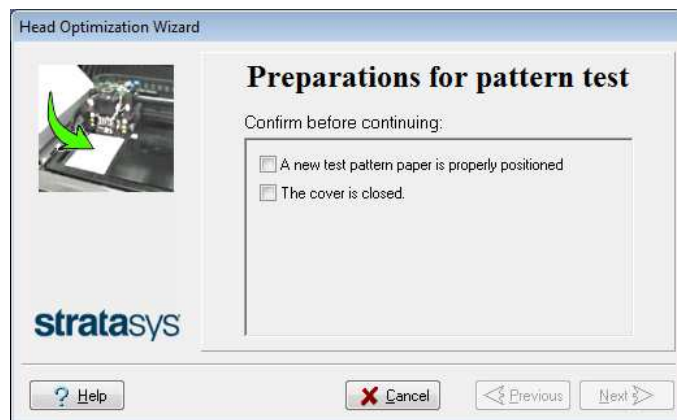 Head Optimization Wizard
Preparations for pattern test
Confirm before continuing:
A new test pattern paper is properly positioned
The cover is closed.
stratasys
? Help
Cancel
Previous
Next